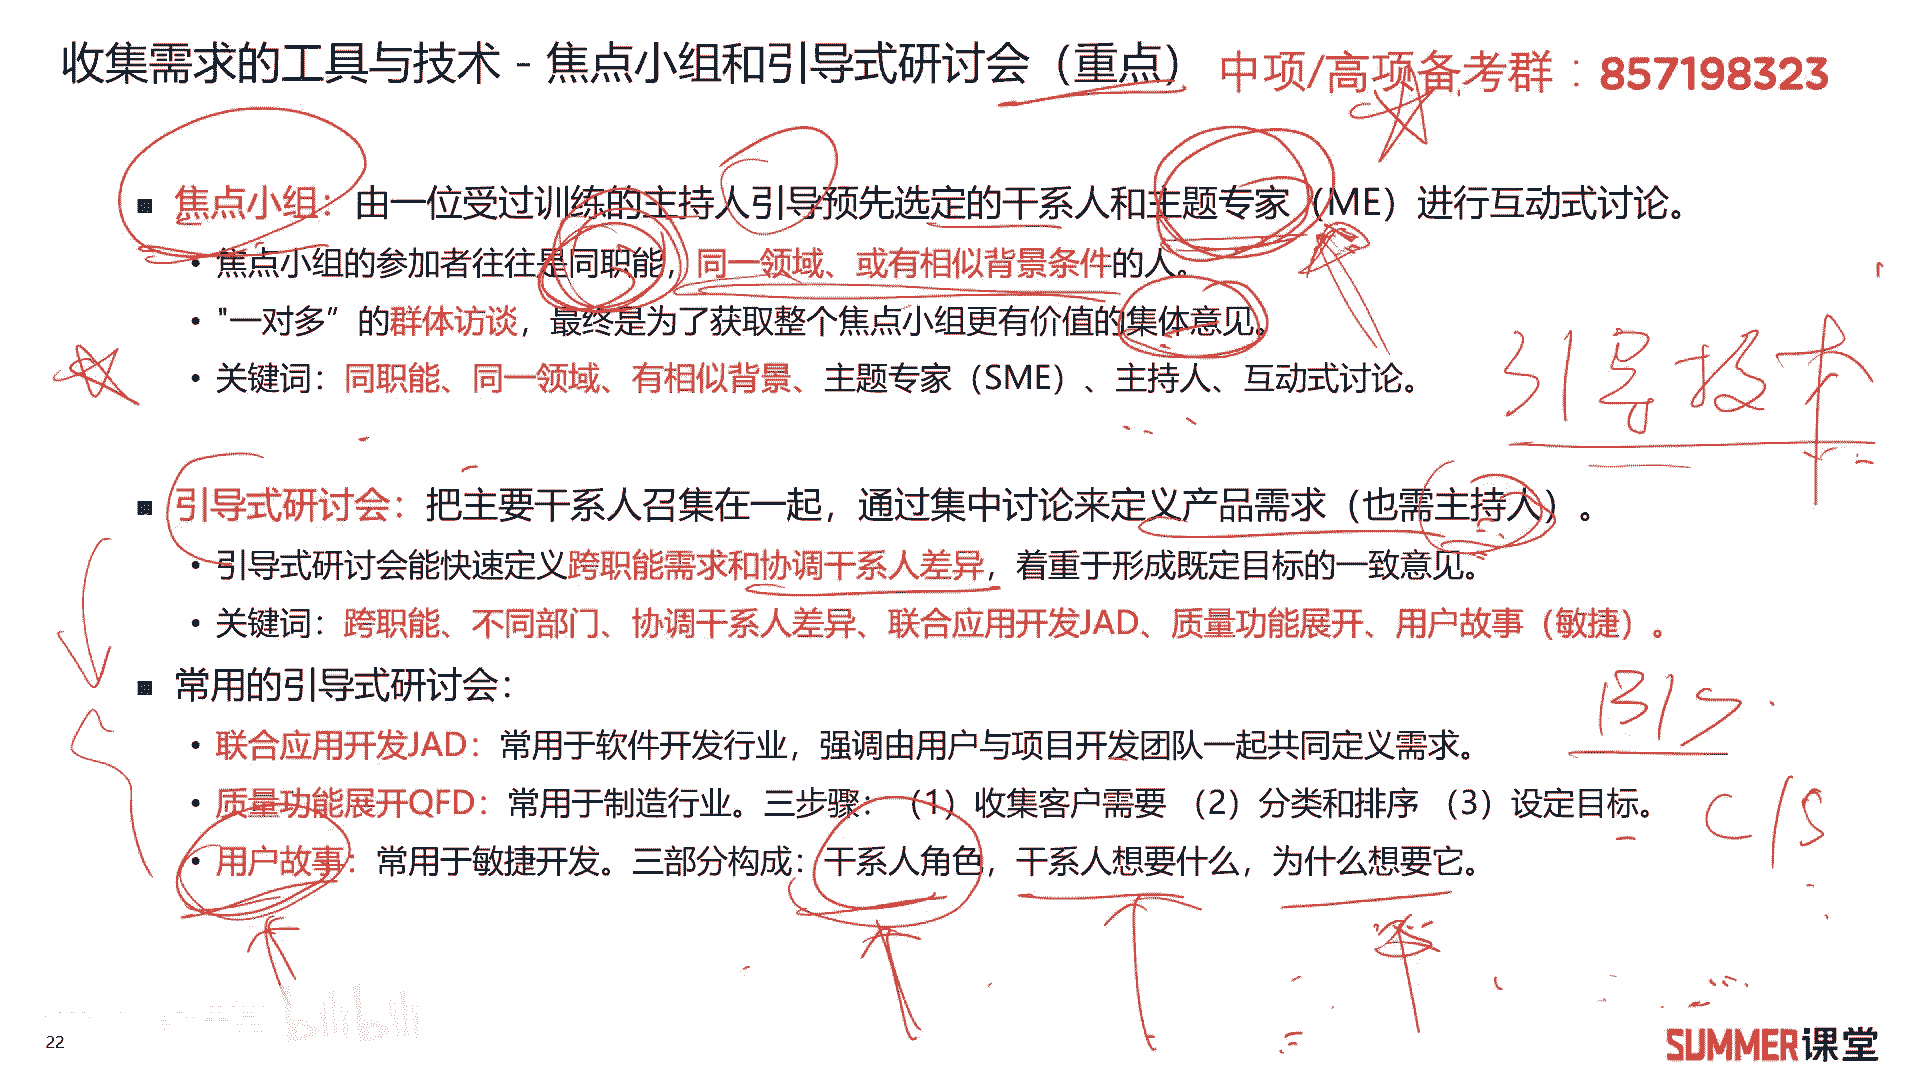 收集需求的工具与技术 - 焦点小组和引导式研讨会（重点）
中项/高项备考群：857198323
■ 焦点小组：由一位受过训练的主持人引导预先选定的干系人和主题专家（ME）进行互动式讨论。
• 焦点小组的参加者往往是同职能，同一领域、或有相似背景条件的人。
• "一对多”的群体访谈，最终是为了获取整个焦点小组更有价值的集体意见。
• 关键词：同职能、同一领域、有相似背景、主题专家（SME）、主持人、互动式讨论。
引导技术
■ 引导式研讨会：把主要干系人召集在一起，通过集中讨论来定义产品需求（也需主持人）。
• 引导式研讨会能快速定义跨职能需求和协调干系人差异，着重于形成既定目标的一致意见。
• 关键词：跨职能、不同部门、协调干系人差异、联合应用开发JAD、质量功能展开、用户故事（敏捷）。
■ 常用的引导式研讨会：
B/S
• 联合应用开发JAD：常用于软件开发行业，强调由用户与项目开发团队一起共同定义需求。
• 质量功能展开QFD：常用于制造行业。三步骤：（1）收集客户需要 （2）分类和排序 （3）设定目标。
C/S
• 用户故事：常用于敏捷开发。三部分构成：干系人角色，干系人想要什么，为什么想要它。
bilibili
22
SUMMER课堂